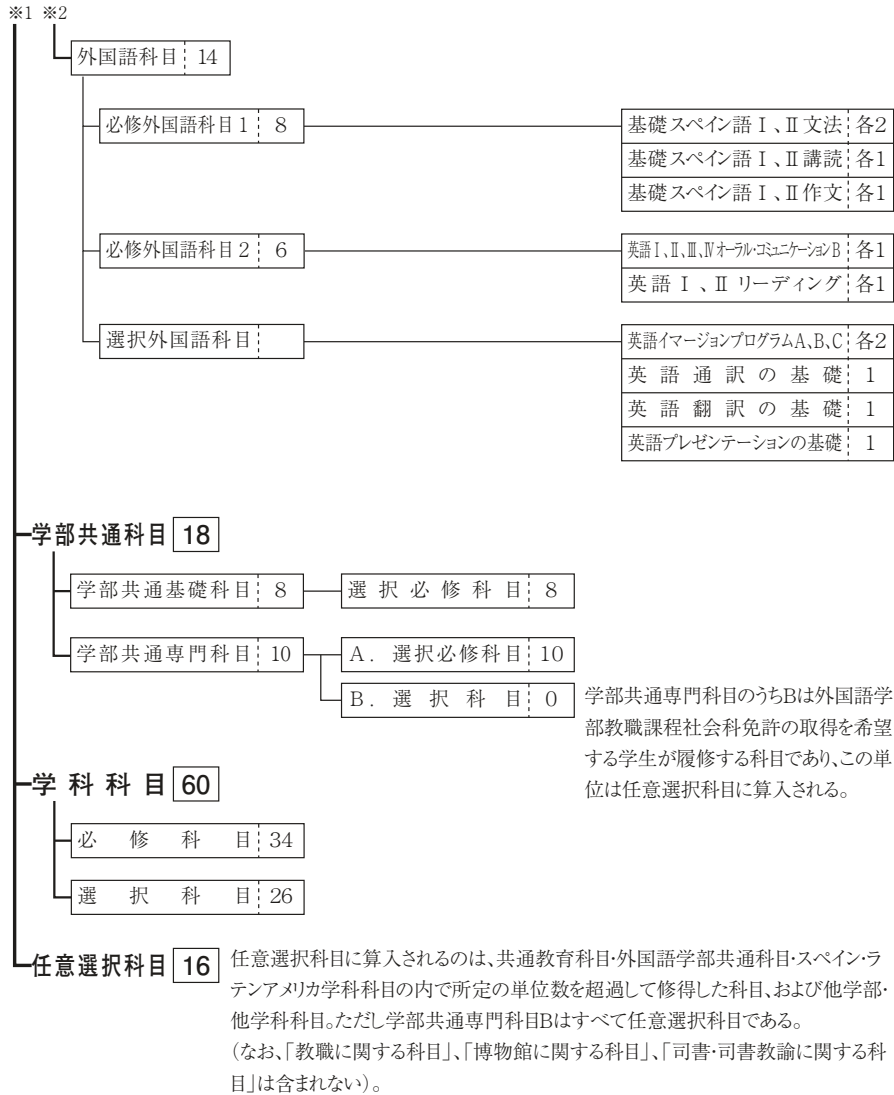 ※1 ※2
外国語科目 14
必修外国語科目1 8
基礎スペイン語Ⅰ、Ⅱ文法 各2
基礎スペイン語Ⅰ、Ⅱ講読 各1
基礎スペイン語Ⅰ、Ⅱ作文 各1
必修外国語科目2 6
英語Ⅰ、Ⅱ、Ⅲ、Ⅳオーラル・コミュニケーションB 各1
英語Ⅰ、Ⅱリーディング 各1
選択外国語科目
英語イマージョンプログラムA、B、C 各2
英語通訳の基礎 1
英語翻訳の基礎 1
英語プレゼンテーションの基礎 1
学部共通科目 18
学部共通基礎科目 8 選択必修科目 8
学部共通専門科目 10 A. 選択必修科目 10
B. 選択科目 0
学部共通専門科目のうちBは外国語学
部教職課程社会科免許の取得を希望
する学生が履修する科目であり、この単
位は任意選択科目に算入される。
学科科目 60
必修科目 34
選択科目 26
任意選択科目 16
任意選択科目に算入されるのは、共通教育科目・外国語学部共通科目・スペイン・ラ
テンアメリカ学科科目の内で所定の単位数を超過して修得した科目、および他学部・
他学科科目。ただし学部共通専門科目Bはすべて任意選択科目である。
(なお、「教職に関する科目」、「博物館に関する科目」、「司書・司書教諭に関する科
目」は含まれない)。